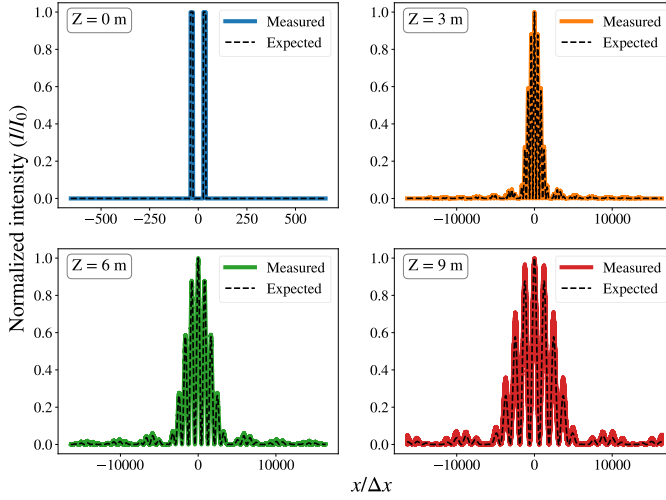 Normalized intensity (I/I₀)
Z = 0 m
Measured
Expected
1.0
0.8
0.6
0.4
0.2
0.0
−500 −250 0 250 500
Z = 3 m
Measured
Expected
1.0
0.8
0.6
0.4
0.2
0.0
−10000 0 10000
Z = 6 m
Measured
Expected
1.0
0.8
0.6
0.4
0.2
0.0
−10000 0 10000
Z = 9 m
Measured
Expected
1.0
0.8
0.6
0.4
0.2
0.0
−10000 0 10000
x/Δx